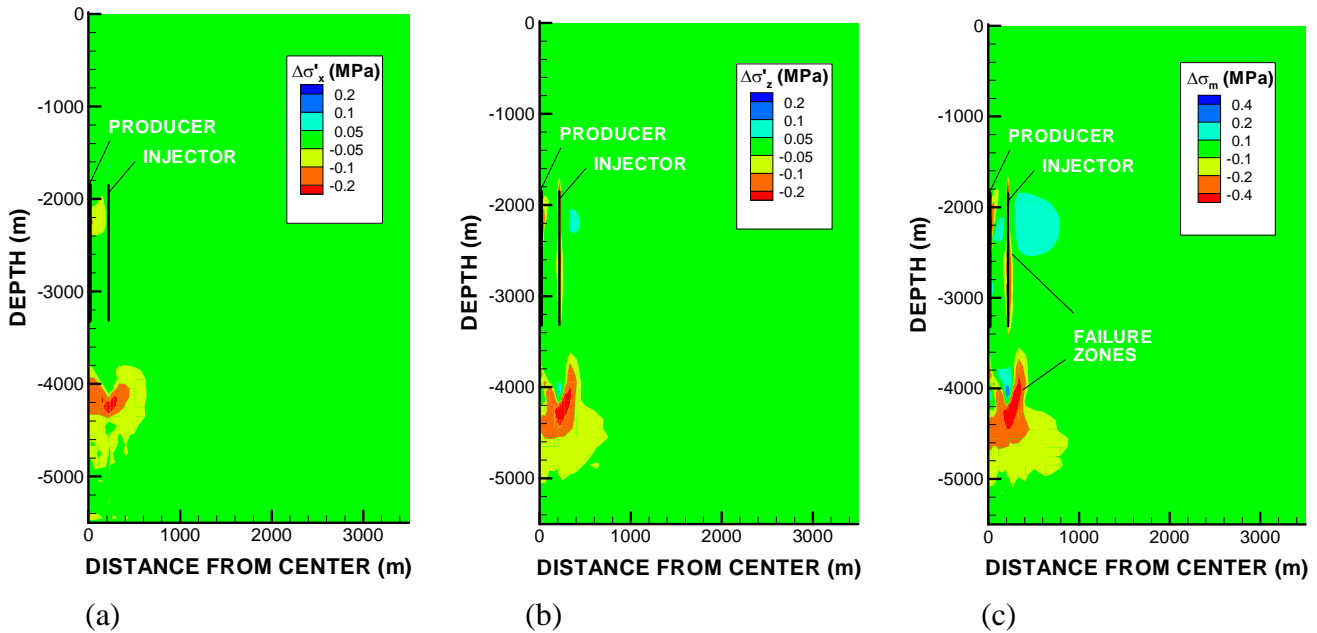 Δσ'x (MPa)
0.2
0.1
0.05
-0.05
-0.1
-0.2
PRODUCER
INJECTOR
0
-1000
-2000
-3000
-4000
-5000
DEPTH (m)
0 1000 2000 3000
DISTANCE FROM CENTER (m)
(a)
Δσ'z (MPa)
0.2
0.1
0.05
-0.05
-0.1
-0.2
PRODUCER
INJECTOR
0
-1000
-2000
-3000
-4000
-5000
DEPTH (m)
0 1000 2000 3000
DISTANCE FROM CENTER (m)
(b)
Δσm (MPa)
0.4
0.2
0.1
-0.1
-0.2
-0.4
PRODUCER
INJECTOR
FAILURE
ZONES
0
-1000
-2000
-3000
-4000
-5000
DEPTH (m)
0 1000 2000 3000
DISTANCE FROM CENTER (m)
(c)